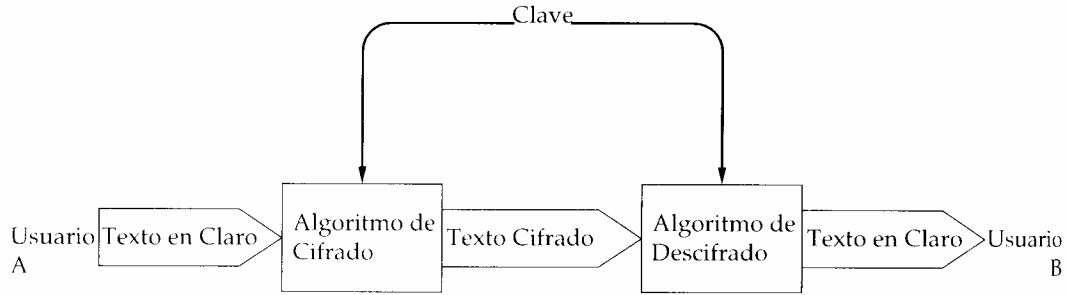 Clave
Usuario
A
Texto en Claro
Algoritmo de
Cifrado
Texto Cifrado
Algoritmo de
Descifrado
Texto en Claro
Usuario
B